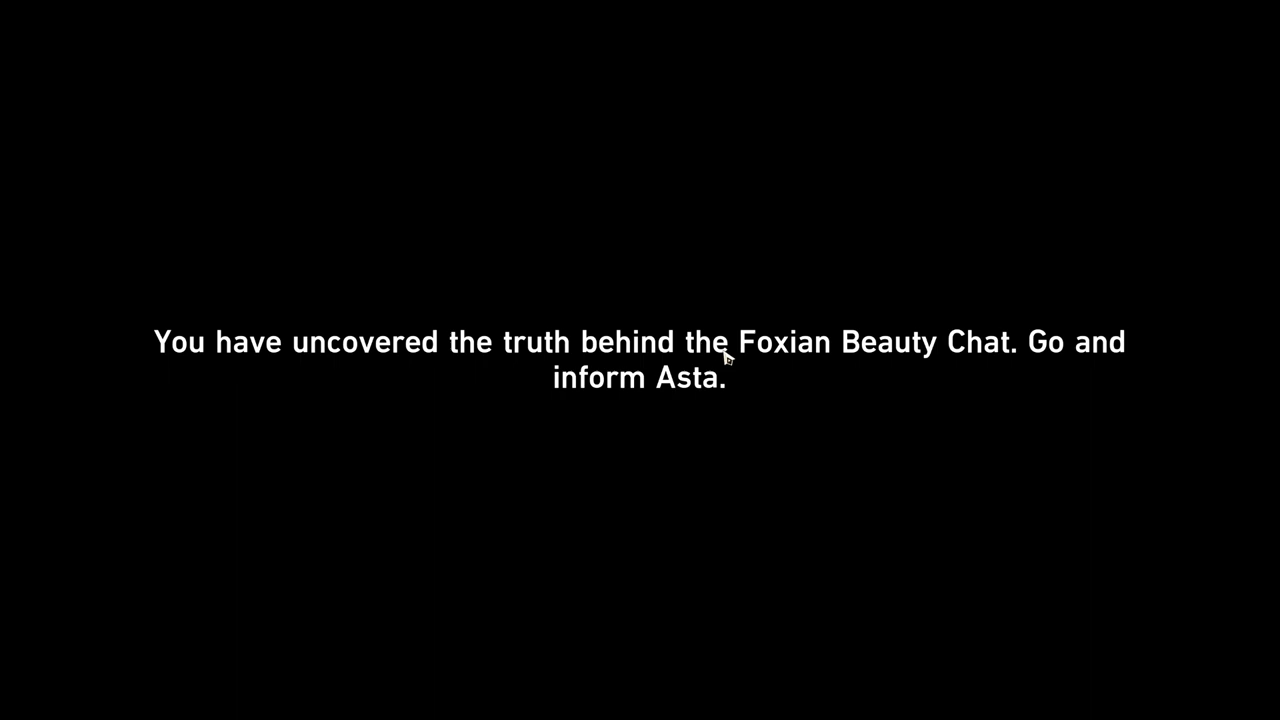 You have uncovered the truth behind the Foxian Beauty Chat. Go and
inform Asta.